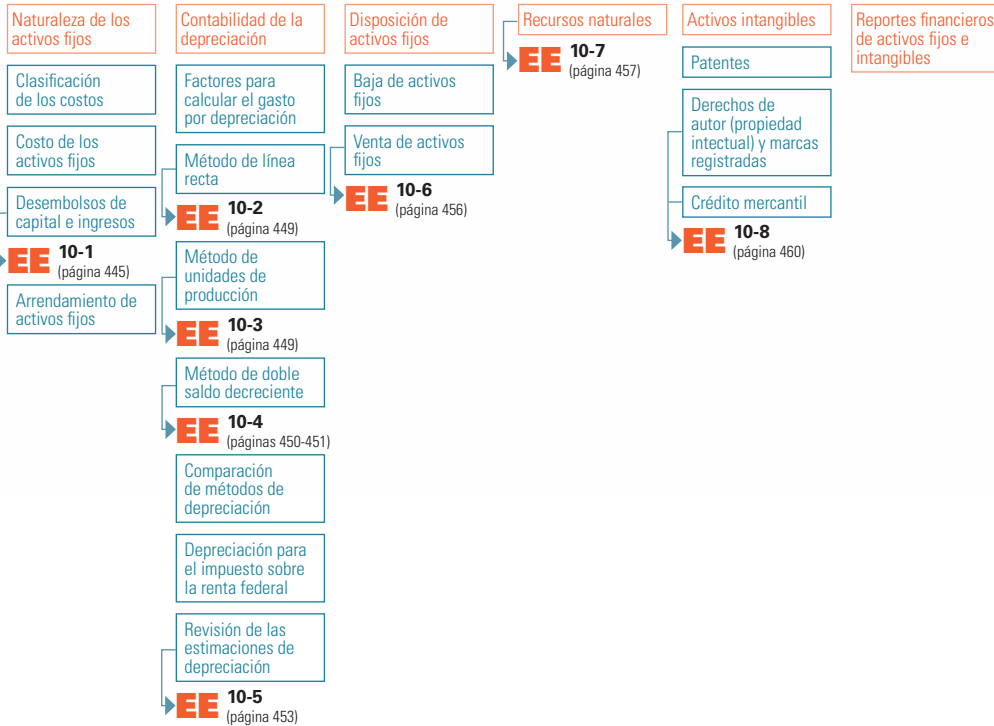 Naturaleza de los
activos fijos
Clasificación
de los costos
Costo de los
activos fijos
Desembolsos de
capital e ingresos
EE 10-1
(página 445)
Arrendamiento de
activos fijos
Contabilidad de la
depreciación
Factores para
calcular el gasto
por depreciación
Método de línea
recta
EE 10-2
(página 449)
Método de
unidades de
producción
EE 10-3
(página 449)
Método de doble
saldo decreciente
EE 10-4
(páginas 450-451)
Comparación
de métodos de
depreciación
Depreciación para
el impuesto sobre
la renta federal
Revisión de las
estimaciones de
depreciación
EE 10-5
(página 453)
Disposición de
activos fijos
Baja de activos
fijos
Venta de activos
fijos
EE 10-6
(página 456)
Recursos naturales
EE 10-7
(página 457)
Activos intangibles
Patentes
Derechos de
autor (propiedad
intectual) y marcas
registradas
Crédito mercantil
EE 10-8
(página 460)
Reportes financieros
de activos fijos e
intangibles